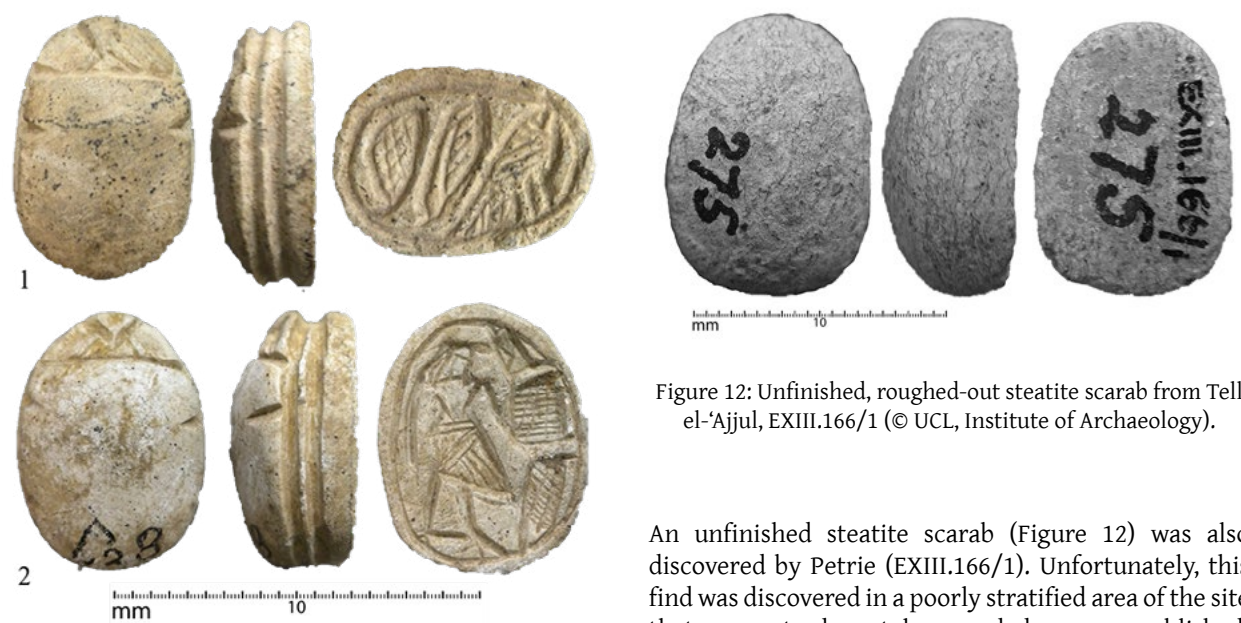 1
2
mm 10
275
EXIII.166/1
275
mm 10
Figure 12: Unfinished, roughed-out steatite scarab from Tell
el-‘Ajjul, EXIII.166/1 (© UCL, Institute of Archaeology).
An unfinished steatite scarab (Figure 12) was also
discovered by Petrie (EXIII.166/1). Unfortunately, this
find was discovered in a poorly stratified area of the site